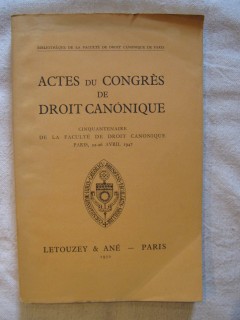 BIBLIOTHÈQUE DE LA FACULTÉ DE DROIT CANONIQUE DE PARIS
ACTES DU CONGRÈS
DE
DROIT CANONIQUE
CINQUANTENAIRE
DE LA FACULTÉ DE DROIT CANONIQUE
PARIS, 22-26 AVRIL 1947
LETOUZEY & ANÉ — PARIS
1950